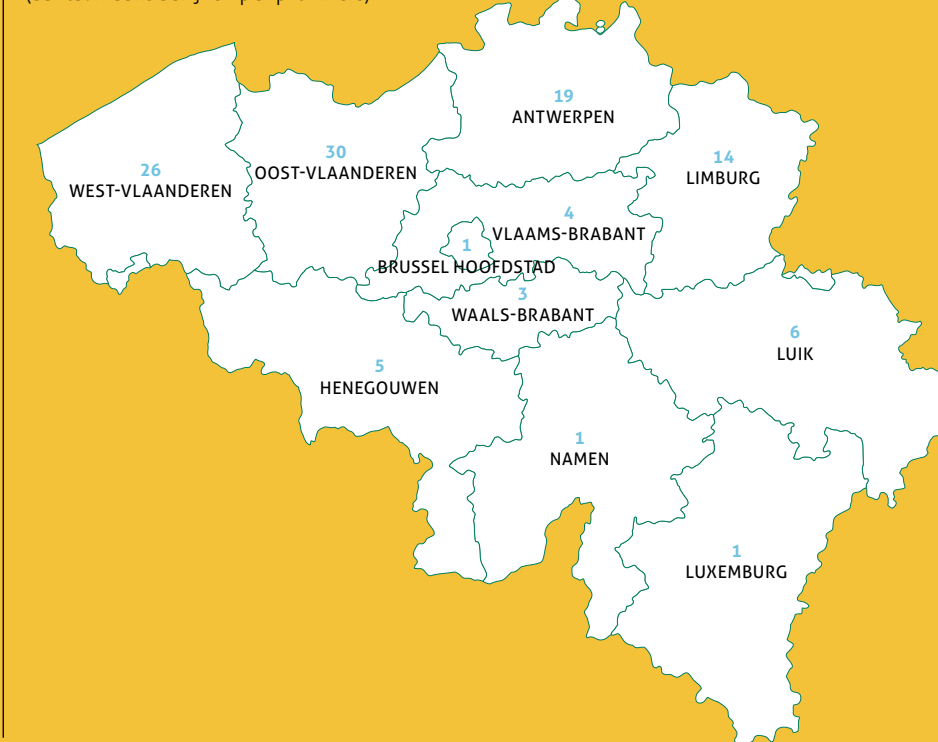 19
ANTWERPEN
30
OOST-VLAANDEREN
14
LIMBURG
26
WEST-VLAANDEREN
4
VLAAMS-BRABANT
1
BRUSSEL HOOFDSTAD
3
WAALS-BRABANT
6
LUIK
5
HENEGOUWEN
1
NAMEN
1
LUXEMBURG